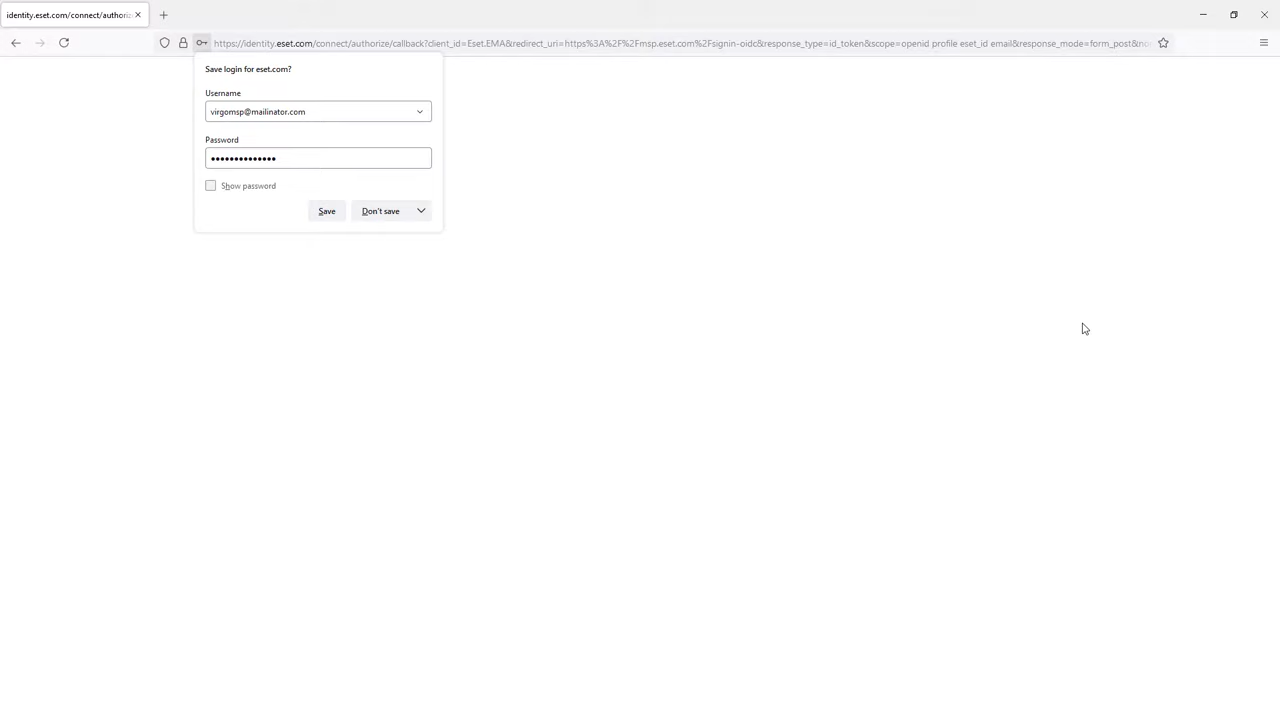 identity.eset.com/connect/authoriz
https://identity.eset.com/connect/authorize/callback?client_id=Eset.EMA&redirect_uri=https%3A%2F%2Fmsp.eset.com%2Fsignin-oidc&response_type=id_token&scope=openid profile eset_id email&response_mode=form_post&no
Save login for eset.com?
Username
virgomsp@mailinator.com
Password
••••••••••••••
Show password
Save
Don't save